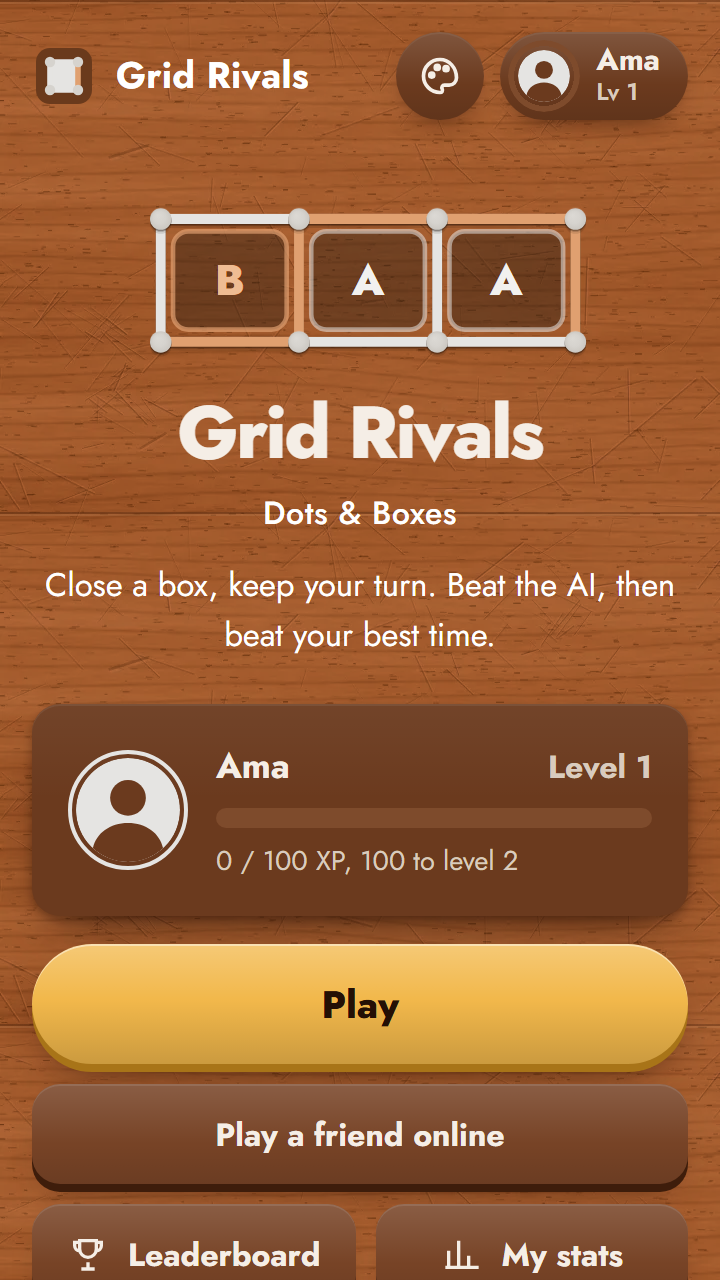 Grid Rivals
Ama
Lv 1
B A A
Grid Rivals
Dots & Boxes
Close a box, keep your turn. Beat the AI, then
beat your best time.
Ama Level 1
0 / 100 XP, 100 to level 2
Play
Play a friend online
Leaderboard My stats